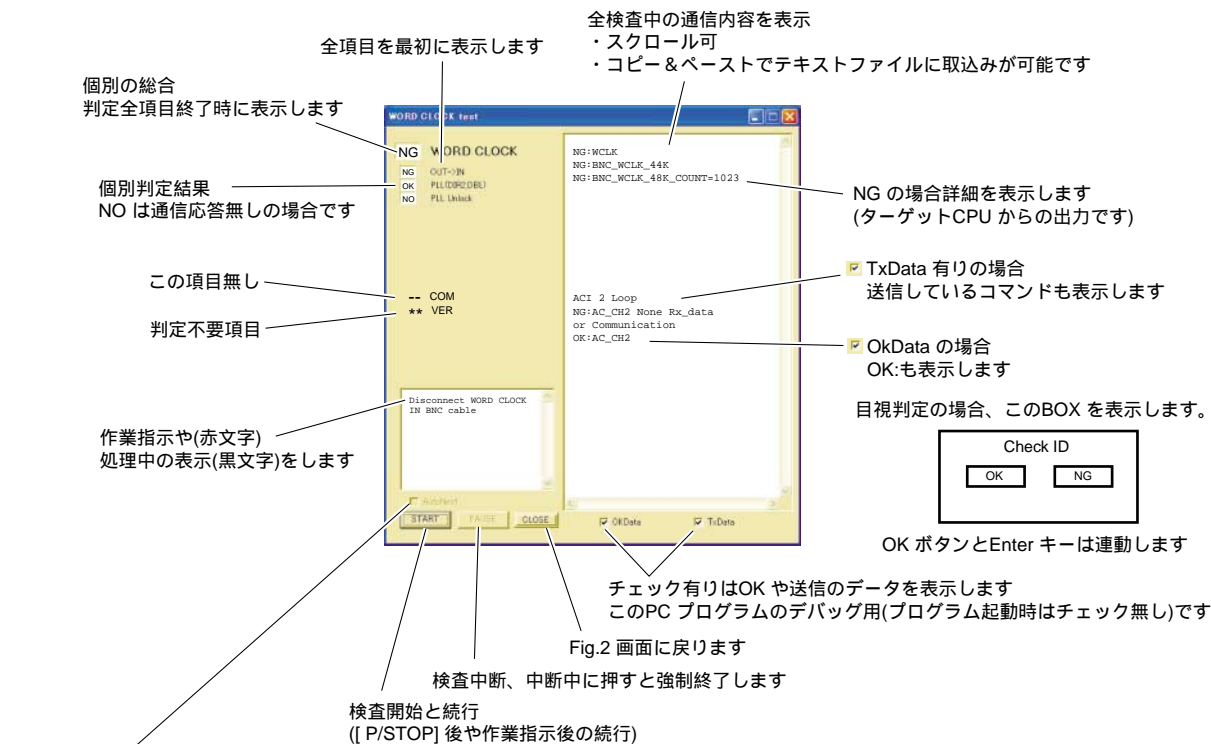 全検査中の通信内容を表示
・スクロール可
・コピー＆ペーストでテキストファイルに取込みが可能です
全項目を最初に表示します
個別の総合
判定全項目終了時に表示します
WORD CLOCK test
NG WORD CLOCK
NG OUT->IN
OK PLL(DIR2,DBL)
NO PLL Unlock
個別判定結果
NO は通信応答無しの場合です
NG:WCLK
NG:BNC_WCLK_44K
NG:BNC_WCLK_48K_COUNT=1023
NG の場合詳細を表示します
(ターゲットCPU からの出力です)
この項目無し
-- COM
** VER
判定不要項目
ACI 2 Loop
NG:AC_CH2 None Rx_data
or Communication
OK:AC_CH2
TxData 有りの場合
送信しているコマンドも表示します
OkData の場合
OK:も表示します
Disconnect WORD CLOCK
IN BNC cable
作業指示や(赤文字)
処理中の表示(黒文字)をします
目視判定の場合、このBOX を表示します。
Check ID
OK NG
OK ボタンとEnter キーは連動します
AutoNext
START PAUSE CLOSE
OKData TxData
チェック有りはOK や送信のデータを表示します
このPC プログラムのデバッグ用(プログラム起動時はチェック無し)です
Fig.2 画面に戻ります
検査中断、中断中に押すと強制終了します
検査開始と続行
([ P/STOP] 後や作業指示後の続行)